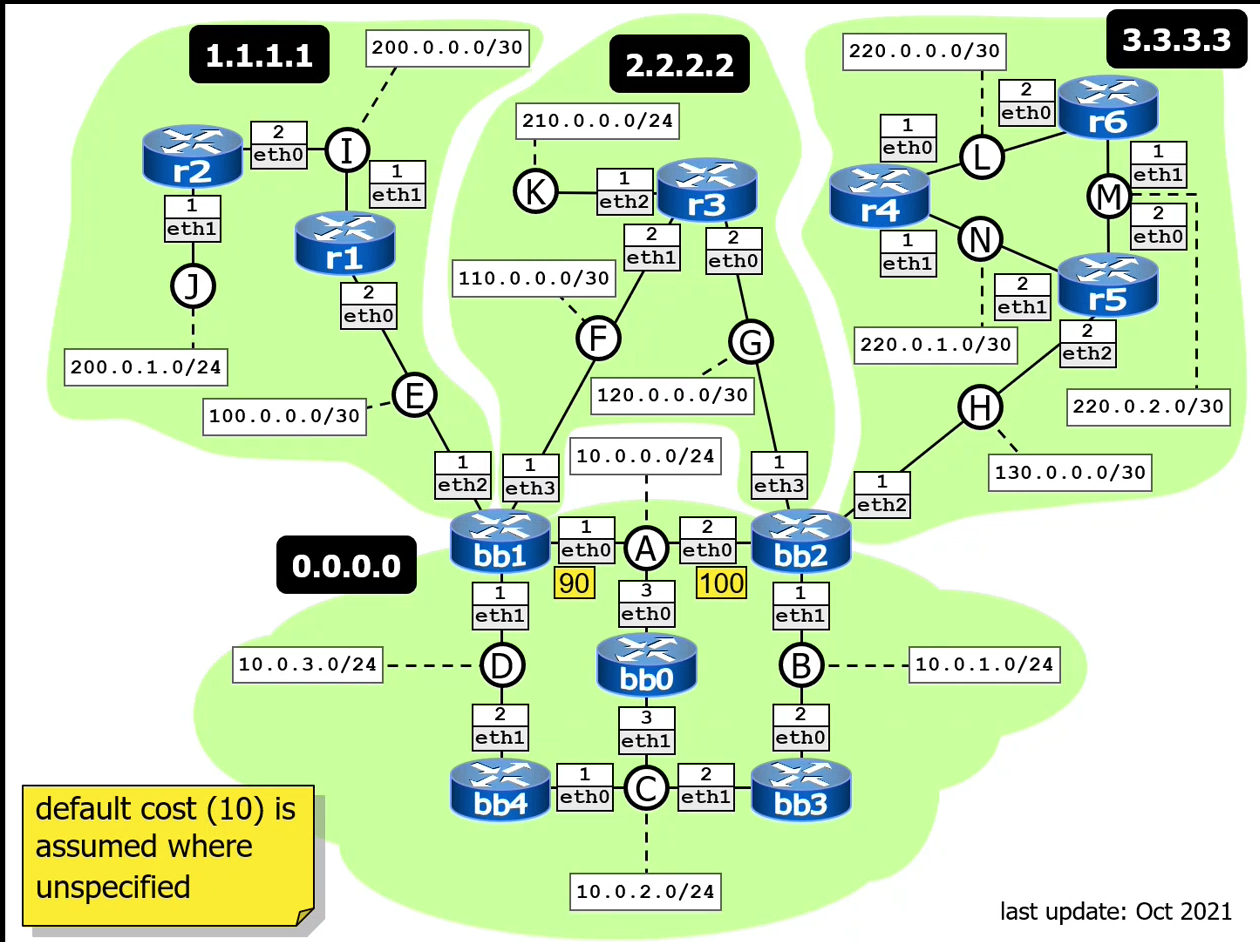 1.1.1.1
200.0.0.0/30
2.2.2.2
220.0.0.0/30
3.3.3.3
r2
2
eth0
I
1
eth1
1
eth1
r1
J
200.0.1.0/24
2
eth0
100.0.0.0/30
E
1
eth2
210.0.0.0/24
K
1
eth2
r3
2
eth1
2
eth0
110.0.0.0/30
F
G
120.0.0.0/30
1
eth3
1
eth3
2
eth0
r6
1
eth0
L
r4
1
eth1
M
1
eth1
N
2
eth0
2
eth1
r5
2
eth2
220.0.1.0/30
220.0.2.0/30
H
130.0.0.0/30
1
eth2
10.0.0.0/24
0.0.0.0
bb1
1
eth0
90
A
2
eth0
100
bb2
1
eth1
3
eth0
1
eth1
10.0.3.0/24
D
bb0
B
10.0.1.0/24
2
eth1
3
eth1
2
eth0
bb4
1
eth0
C
2
eth1
bb3
10.0.2.0/24
default cost (10) is
assumed where
unspecified
last update: Oct 2021